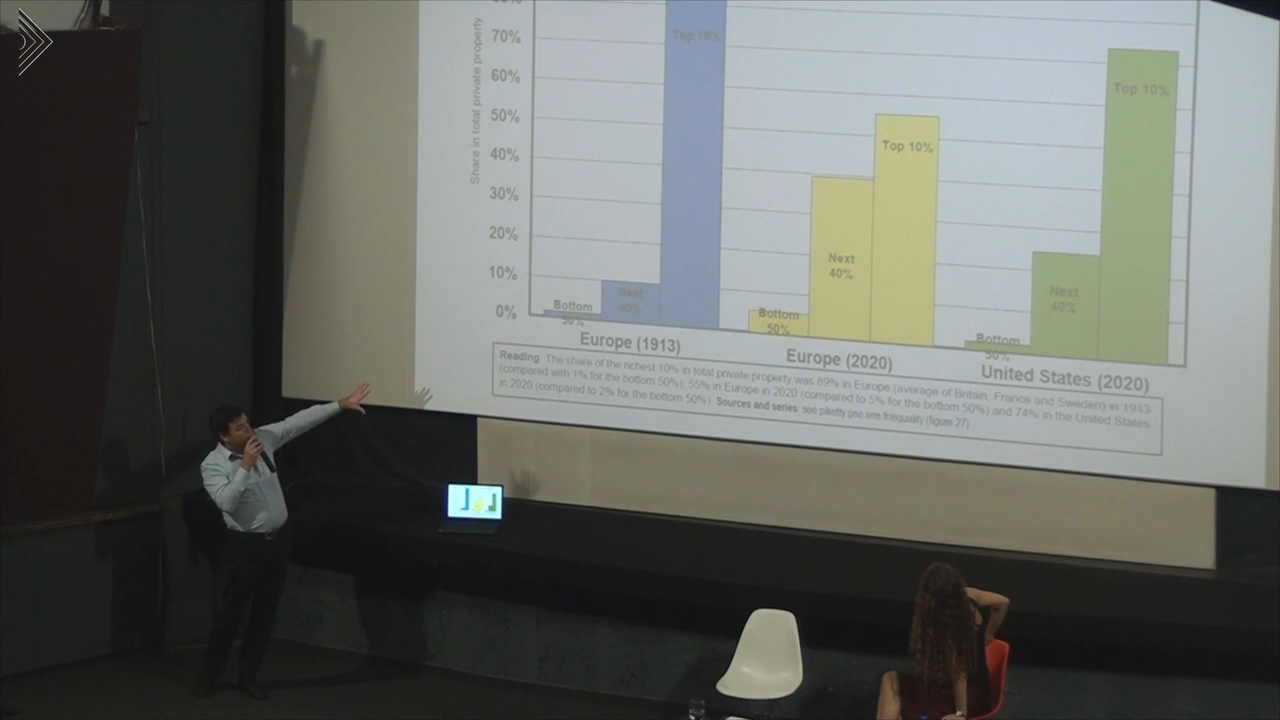 Share in total private property
70%
60%
50%
40%
30%
20%
10%
0%
Top 10%
Next
40%
Bottom
50%
Top 10%
Next
40%
Bottom
50%
Top 10%
Next
40%
Bottom
50%
Europe (1913)
Europe (2020)
United States (2020)
Reading. The share of the richest 10% in total private property was 89% in Europe (average of Britain, France and Sweden) in 1913
(compared with 1% for the bottom 50%), 55% in Europe in 2020 (compared to 5% for the bottom 50%) and 74% in the United States
in 2020 (compared to 2% for the bottom 50%). Sources and series: see piketty.pse.ens.fr/equality (figure 27)